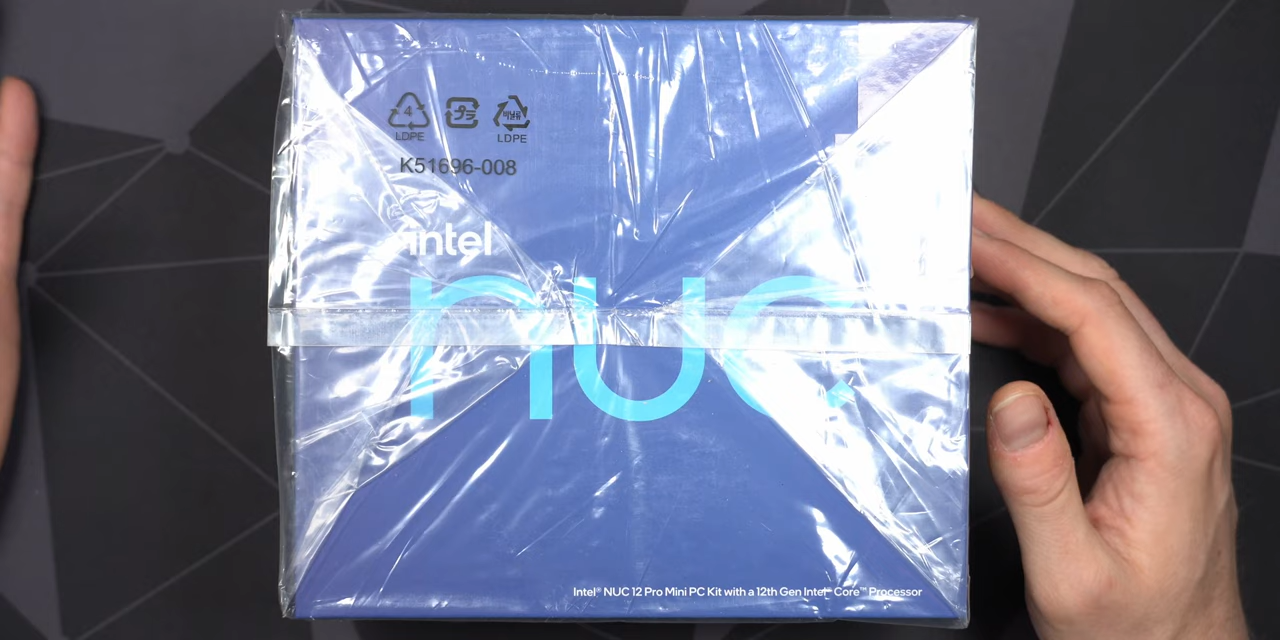 4
LDPE
LDPE
K51696-008
intel
nuc
Intel® NUC 12 Pro Mini PC Kit with a 12th Gen Intel® Core™ Processor